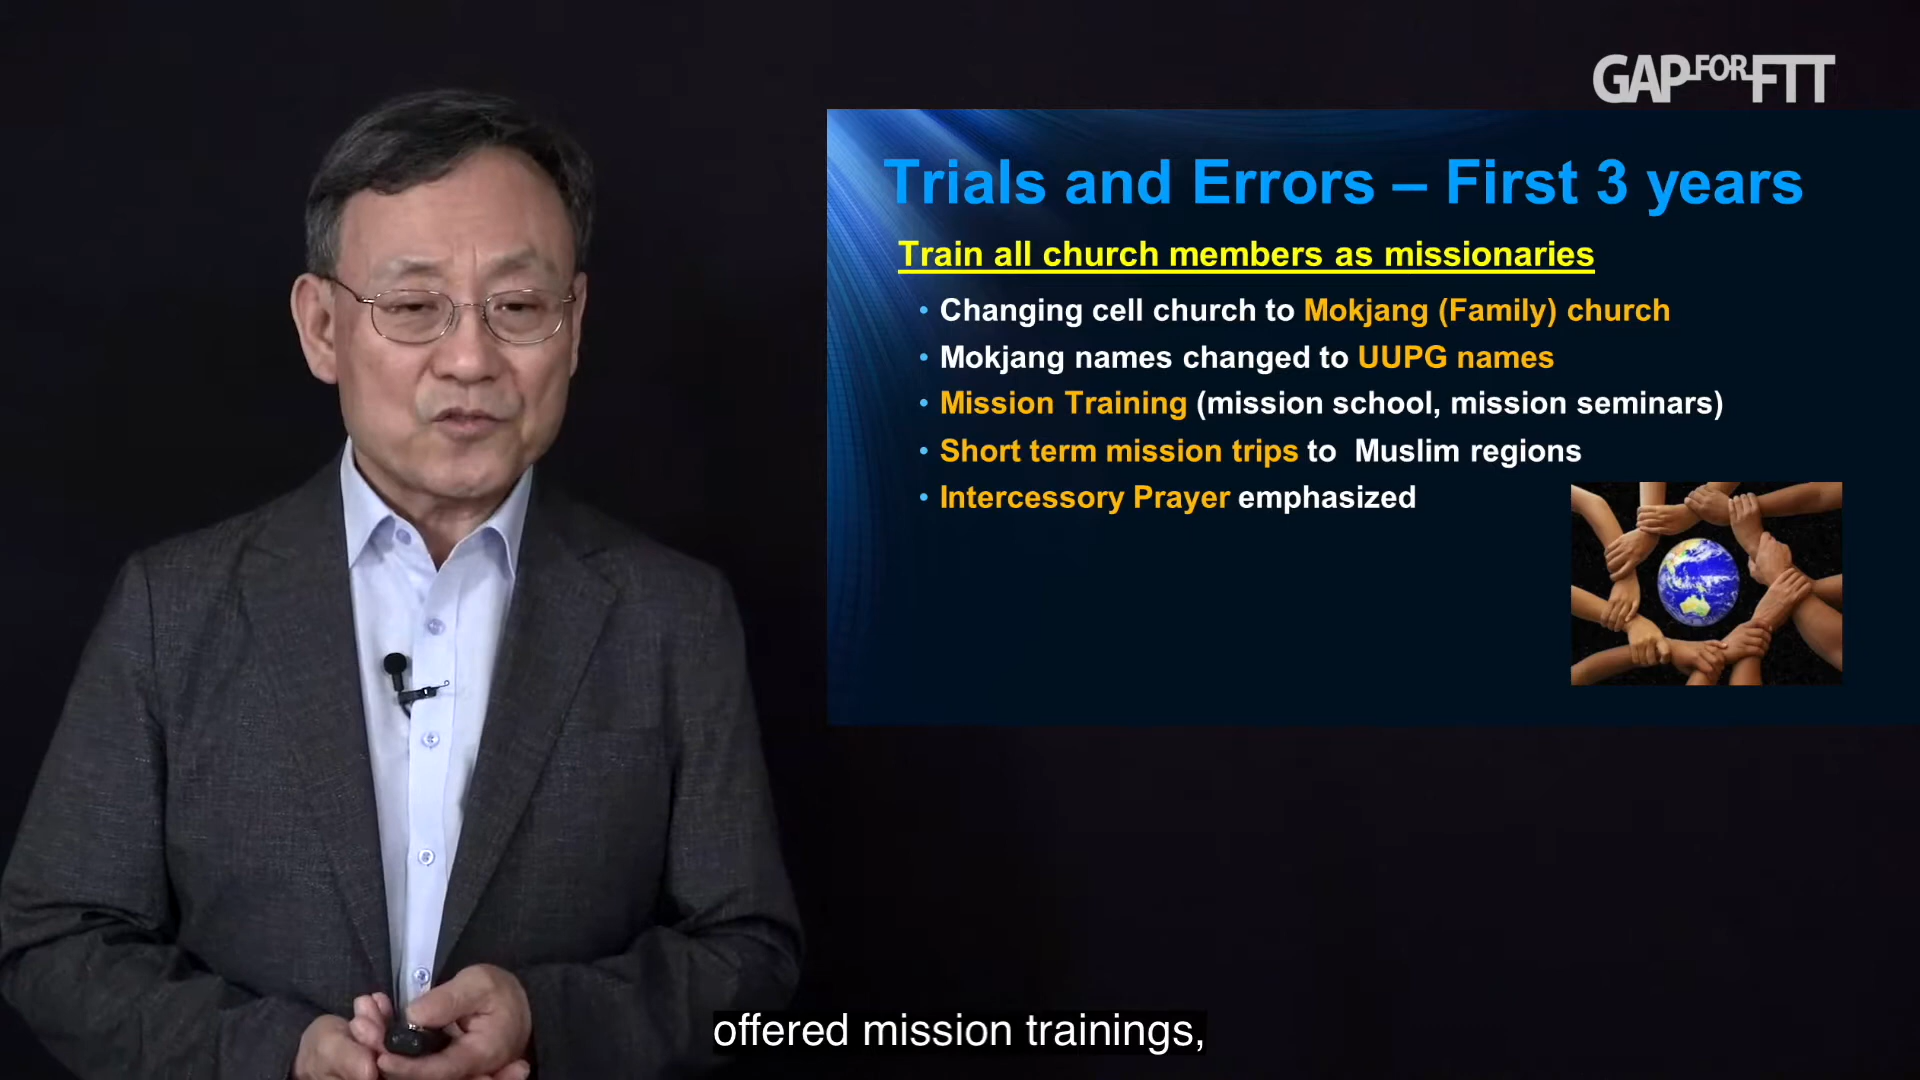 GAP FOR FTT
Trials and Errors – First 3 years
Train all church members as missionaries
• Changing cell church to Mokjang (Family) church
• Mokjang names changed to UUPG names
• Mission Training (mission school, mission seminars)
• Short term mission trips to Muslim regions
• Intercessory Prayer emphasized
offered mission trainings,